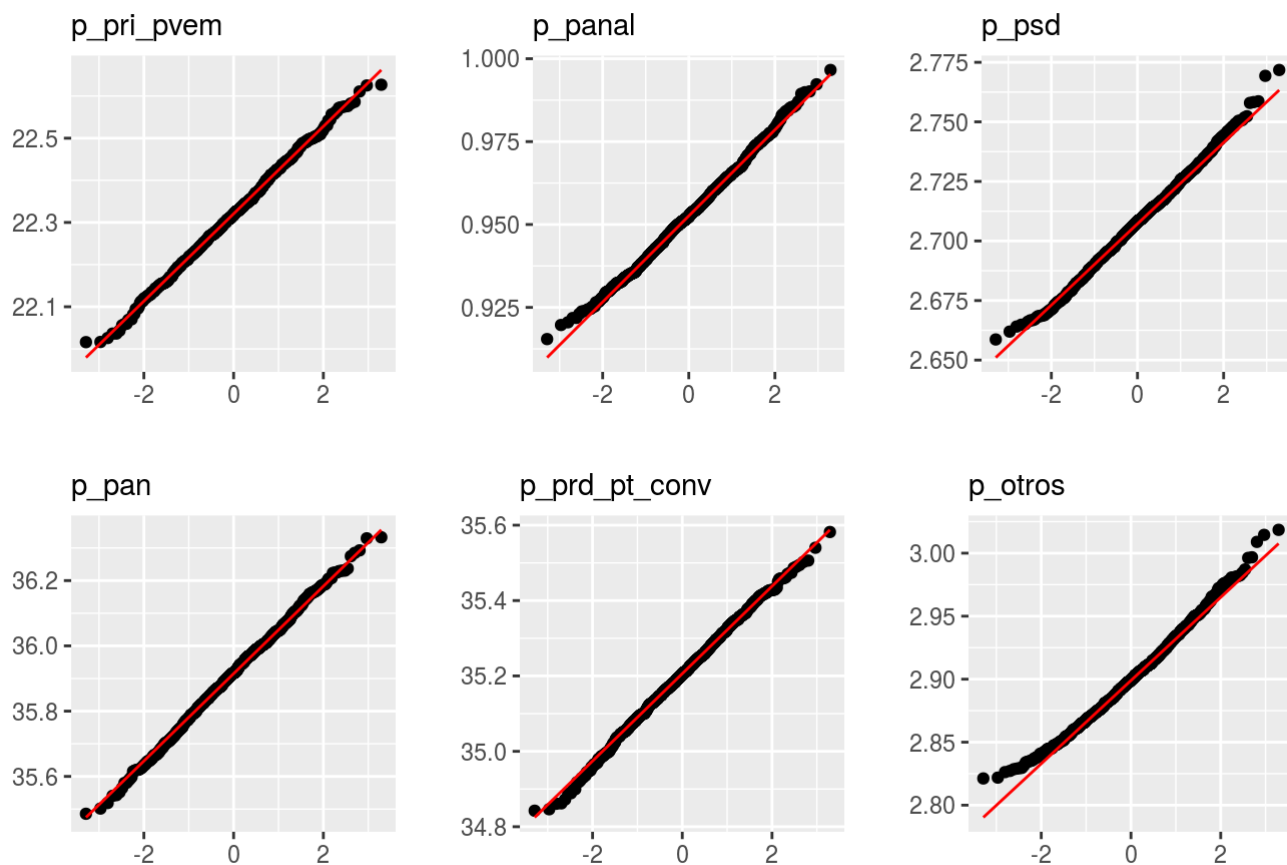 p_pri_pvem
22.5
22.3
22.1
-2 0 2
p_panal
1.000
0.975
0.950
0.925
-2 0 2
p_psd
2.775
2.750
2.725
2.700
2.675
2.650
-2 0 2
p_pan
36.2
36.0
35.8
35.6
-2 0 2
p_prd_pt_conv
35.6
35.4
35.2
35.0
34.8
-2 0 2
p_otros
3.00
2.95
2.90
2.85
2.80
-2 0 2